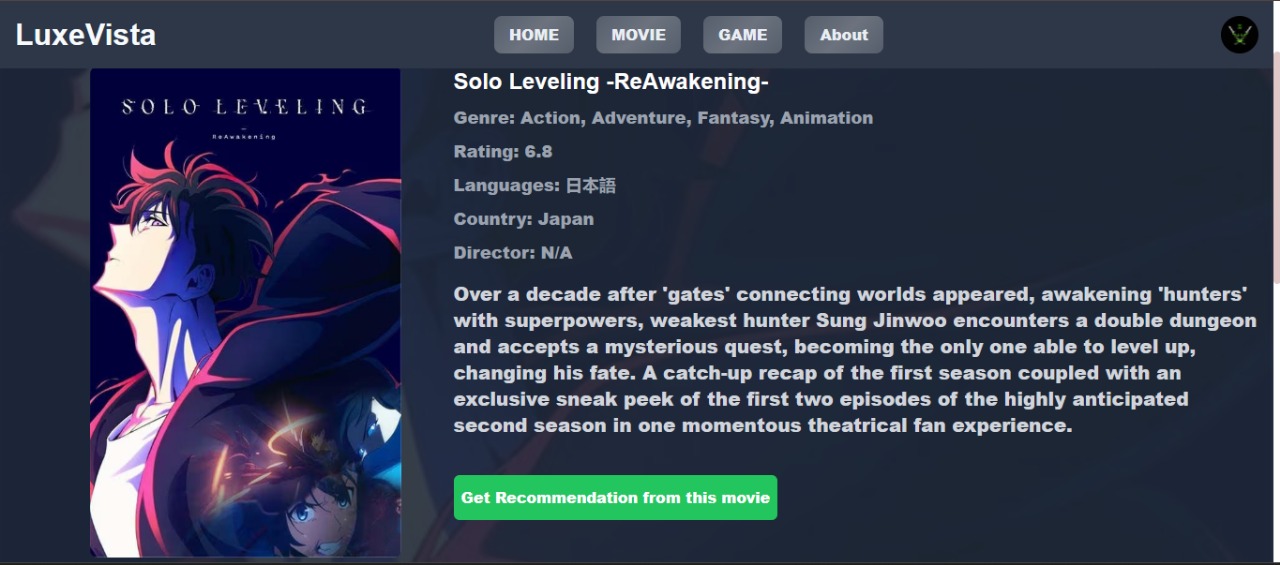 LuxeVista
HOME
MOVIE
GAME
About
SOLO LEVELING
ReAwakening
Solo Leveling -ReAwakening-
Genre: Action, Adventure, Fantasy, Animation
Rating: 6.8
Languages: 日本語
Country: Japan
Director: N/A
Over a decade after 'gates' connecting worlds appeared, awakening 'hunters'
with superpowers, weakest hunter Sung Jinwoo encounters a double dungeon
and accepts a mysterious quest, becoming the only one able to level up,
changing his fate. A catch-up recap of the first season coupled with an
exclusive sneak peek of the first two episodes of the highly anticipated
second season in one momentous theatrical fan experience.
Get Recommendation from this movie